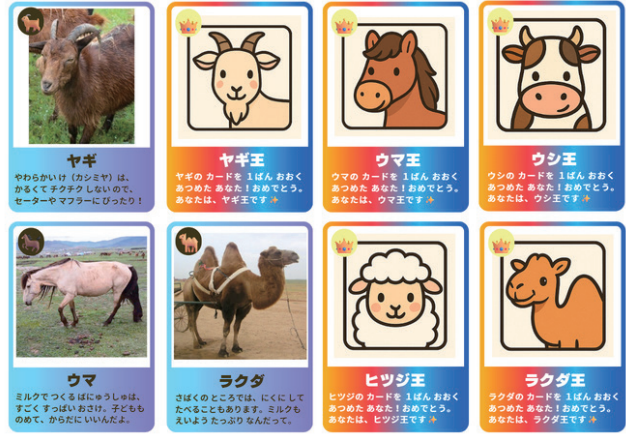 ヤギ
やわらかい け（カシミヤ）は、
かるくて チクチク しない ので、
セーターや マフラーに ぴったり！
ヤギ王
ヤギの カードを 1ばん おおく
あつめた あなた！おめでとう。
あなたは、ヤギ王です✨
ウマ王
ウマの カードを 1ばん おおく
あつめた あなた！おめでとう。
あなたは、ウマ王です✨
ウシ王
ウシの カードを 1ばん おおく
あつめた あなた！おめでとう。
あなたは、ウシ王です✨
ウマ
ミルクで つくる ばにゅうしゅは、
すごく すっぱい おさけ。子どもも
のめて、からだに いいんだよ。
ラクダ
さばくの ところでは、にくに して
たべることも あります。ミルクも
えいよう たっぷり なんだって。
ヒツジ王
ヒツジの カードを 1ばん おおく
あつめた あなた！おめでとう。
あなたは、ヒツジ王です✨
ラクダ王
ラクダの カードを 1ばん おおく
あつめた あなた！おめでとう。
あなたは、ラクダ王です✨